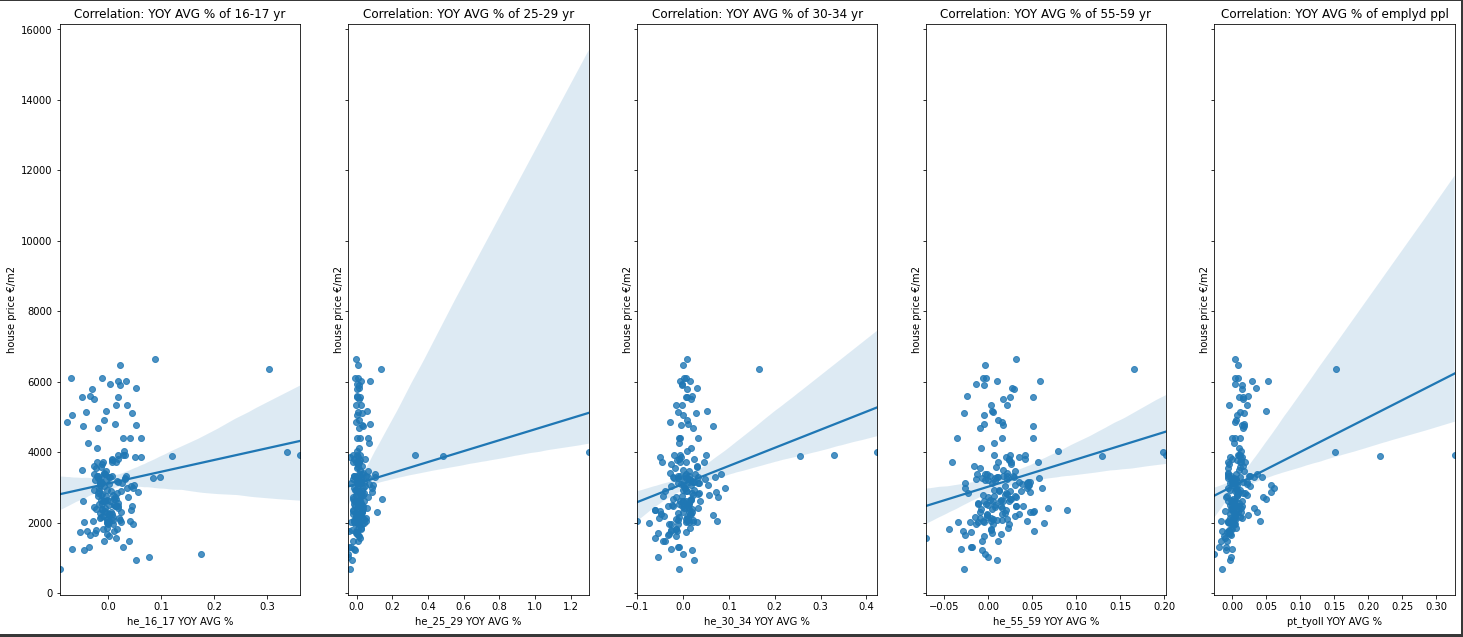 Correlation: YOY AVG % of 16-17 yr
Correlation: YOY AVG % of 25-29 yr
Correlation: YOY AVG % of 30-34 yr
Correlation: YOY AVG % of 55-59 yr
Correlation: YOY AVG % of emplyd ppl
16000
14000
12000
10000
8000
6000
4000
2000
0
house price €/m2
house price €/m2
house price €/m2
house price €/m2
house price €/m2
0.0 0.1 0.2 0.3
0.0 0.2 0.4 0.6 0.8 1.0 1.2
−0.1 0.0 0.1 0.2 0.3 0.4
−0.05 0.00 0.05 0.10 0.15 0.20
0.00 0.05 0.10 0.15 0.20 0.25 0.30
he_16_17 YOY AVG %
he_25_29 YOY AVG %
he_30_34 YOY AVG %
he_55_59 YOY AVG %
pt_tyoll YOY AVG %